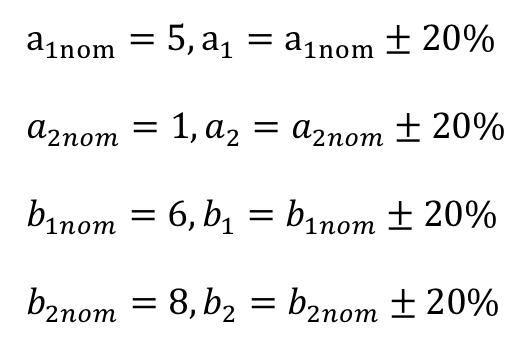 a₁ₙₒₘ = 5, a₁ = a₁ₙₒₘ ± 20%
a₂ₙₒₘ = 1, a₂ = a₂ₙₒₘ ± 20%
b₁ₙₒₘ = 6, b₁ = b₁ₙₒₘ ± 20%
b₂ₙₒₘ = 8, b₂ = b₂ₙₒₘ ± 20%